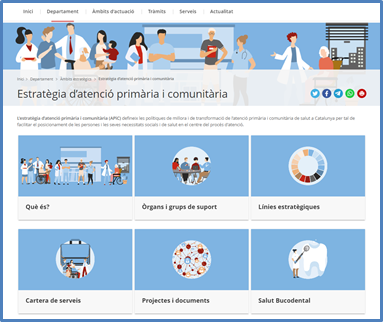 Inici Departament Àmbits d'actuació Tràmits Serveis Actualitat
Inici > Departament > Àmbits estratègics > Estratègia d'atenció primària i comunitària
Estratègia d'atenció primària i comunitària
L'estratègia d'atenció primària i comunitària (APiC) defineix les polítiques de millora i de transformació de l'atenció primària i comunitària de salut a Catalunya per tal de
facilitar el posicionament de les persones i les seves necessitats socials i de salut en el centre del procés d'atenció.
Què és?
Òrgans i grups de suport
Línies estratègiques
Cartera de serveis
Projectes i documents
Salut Bucodental